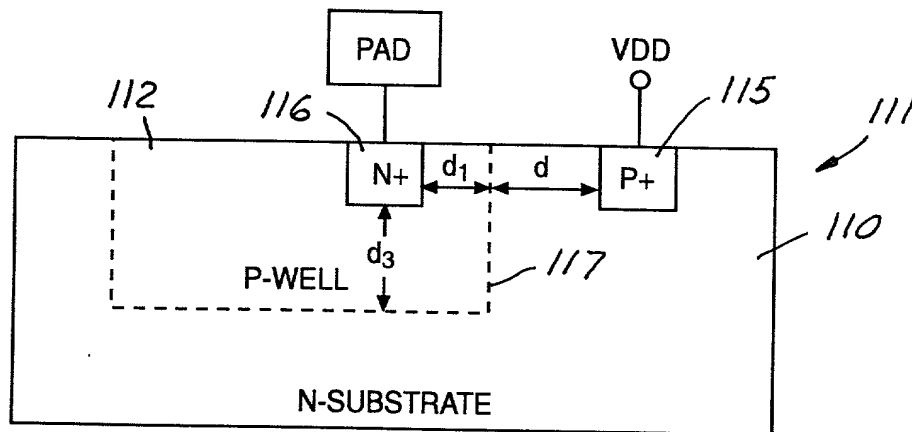 PAD
VDD
112
116
115
111
N+
d1
d
P+
110
d3
P-WELL
117
N-SUBSTRATE